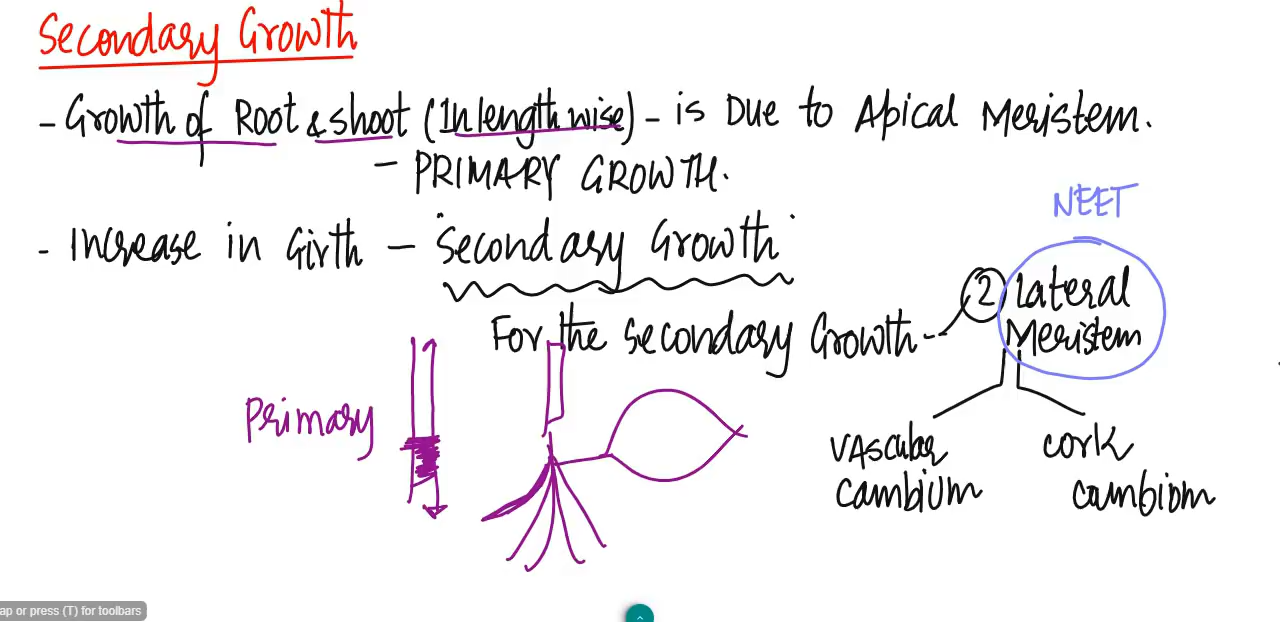 Secondary Growth
- Growth of Root & shoot (In length wise) - is Due to Apical Meristem.
- PRIMARY GROWTH.
NEET
- Increase in Girth - "Secondary Growth"
2 Lateral
For the Secondary Growth -- Meristem
Primary
Vascular cork
cambium cambium
ap or press (T) for toolbars